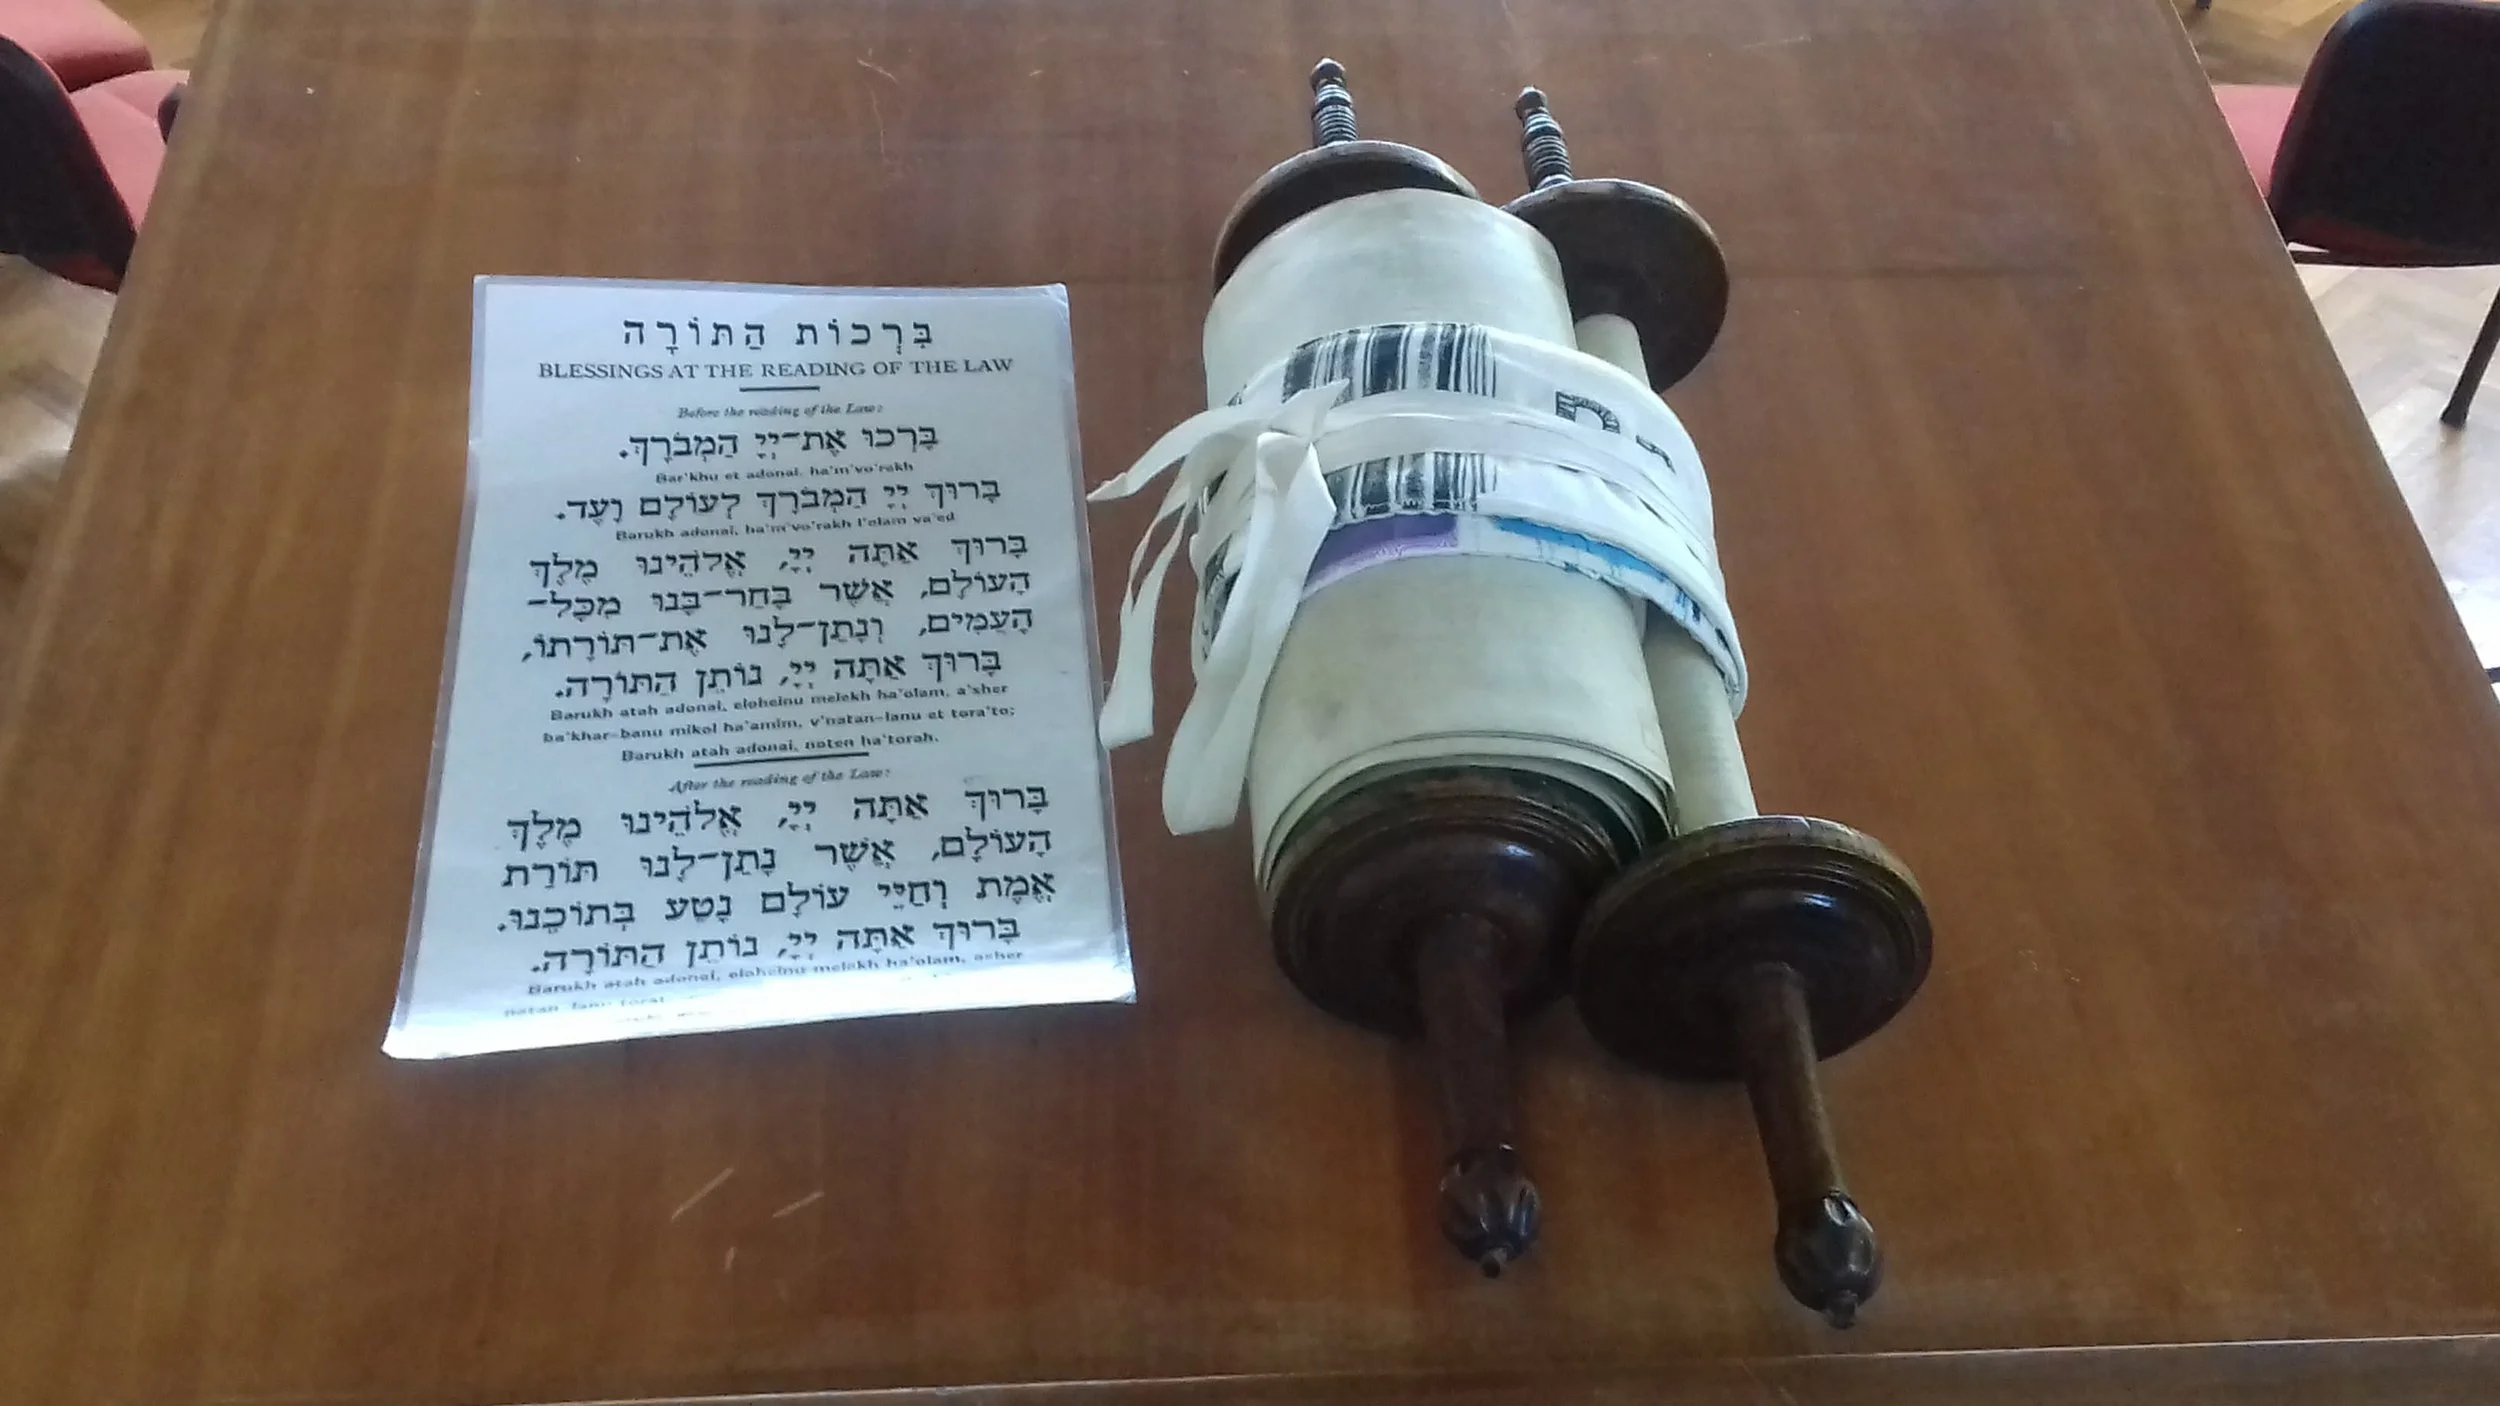 בִּרְכוֹת הַתּוֹרָה
BLESSINGS AT THE READING OF THE LAW
Before the reading of the Law:
בָּרְכוּ אֶת־יְיָ הַמְבֹרָךְ.
Bar'khu et adonai, ha'm'vo'rakh
בָּרוּךְ יְיָ הַמְבֹרָךְ לְעוֹלָם וָעֶד.
Barukh adonai, ha'm'vo'rakh l'olam va'ed
בָּרוּךְ אַתָּה יְיָ, אֱלֹהֵינוּ מֶלֶךְ
הָעוֹלָם, אֲשֶׁר בָּחַר־בָּנוּ מִכָּל־
הָעַמִּים, וְנָתַן־לָנוּ אֶת־תּוֹרָתוֹ,
בָּרוּךְ אַתָּה יְיָ, נוֹתֵן הַתּוֹרָה.
Barukh atah adonai, eloheinu melekh ha'olam, a'sher
ba'khar-banu mikol ha'amim, v'natan-lanu et tora'to;
Barukh atah adonai, noten ha'torah.
After the reading of the Law:
בָּרוּךְ אַתָּה יְיָ, אֱלֹהֵינוּ מֶלֶךְ
הָעוֹלָם, אֲשֶׁר נָתַן־לָנוּ תּוֹרַת
אֱמֶת וְחַיֵּי עוֹלָם נָטַע בְּתוֹכֵנוּ.
בָּרוּךְ אַתָּה יְיָ, נוֹתֵן הַתּוֹרָה.
Barukh atah adonai, eloheinu melekh ha'olam, asher
natan-lanu torat